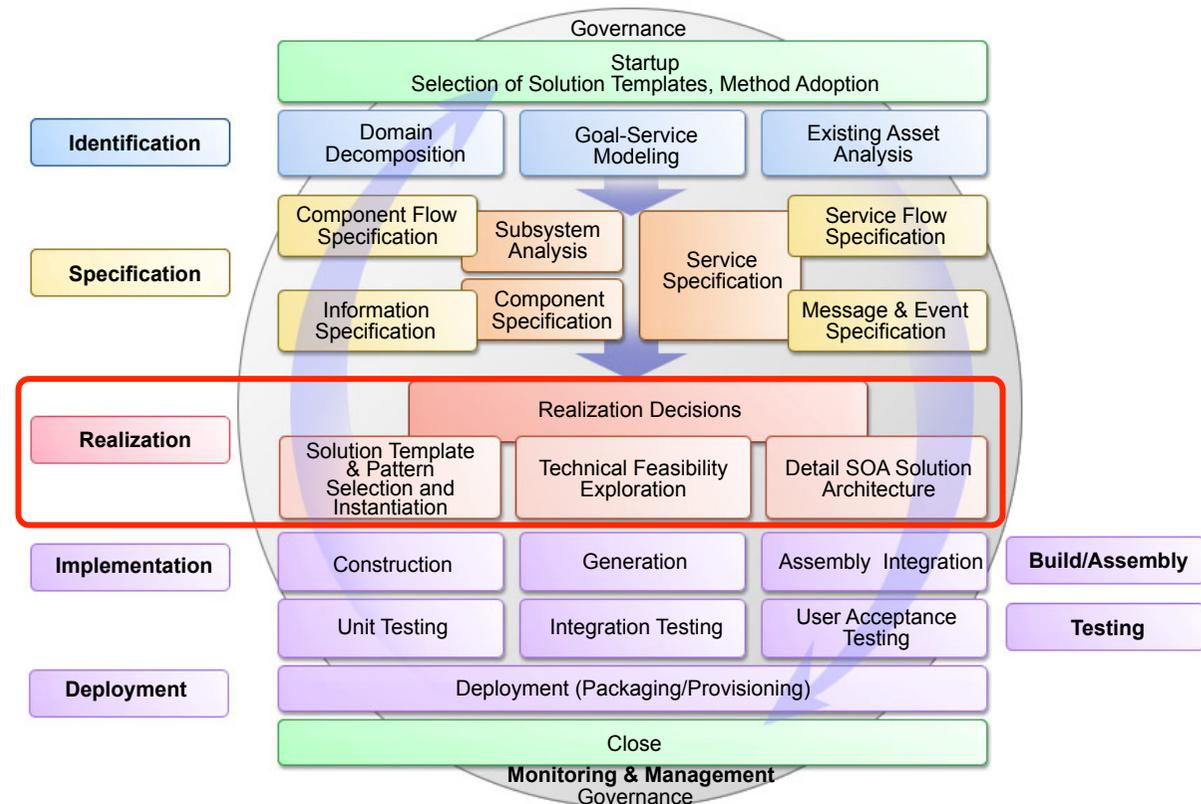 Governance
Startup
Selection of Solution Templates, Method Adoption
Identification
Domain
Decomposition
Goal-Service
Modeling
Existing Asset
Analysis
Specification
Component Flow
Specification
Subsystem
Analysis
Service
Specification
Service Flow
Specification
Information
Specification
Component
Specification
Message & Event
Specification
Realization
Realization Decisions
Solution Template
& Pattern
Selection and
Instantiation
Technical Feasibility
Exploration
Detail SOA Solution
Architecture
Implementation
Construction
Generation
Assembly Integration
Build/Assembly
Unit Testing
Integration Testing
User Acceptance
Testing
Testing
Deployment
Deployment (Packaging/Provisioning)
Close
Monitoring & Management
Governance